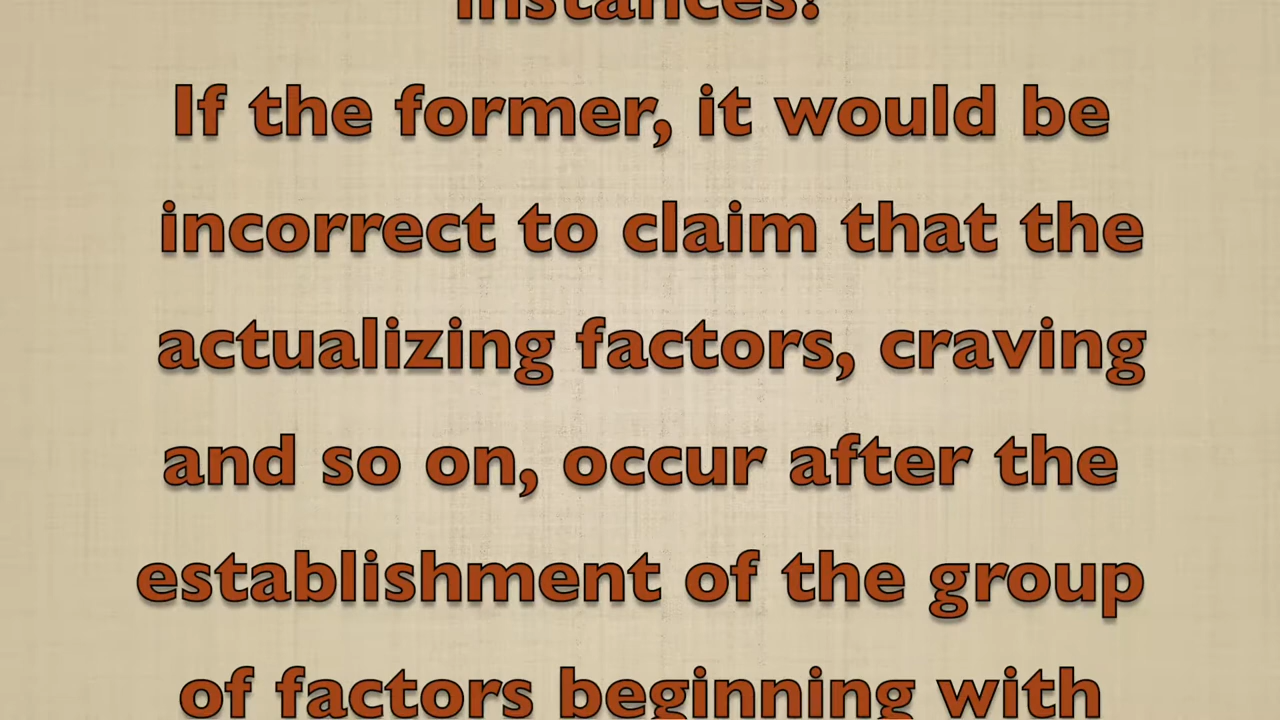 instances?
If the former, it would be
incorrect to claim that the
actualizing factors, craving
and so on, occur after the
establishment of the group
of factors beginning with